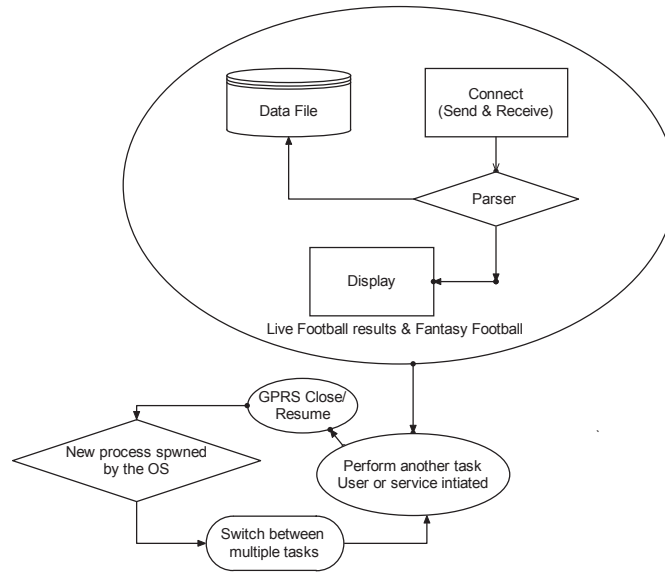 Data File
Connect
(Send & Receive)
Parser
Display
Live Football results & Fantasy Football
GPRS Close/
Resume
New process spwned
by the OS
Perform another task
User or service intiated
Switch between
multiple tasks